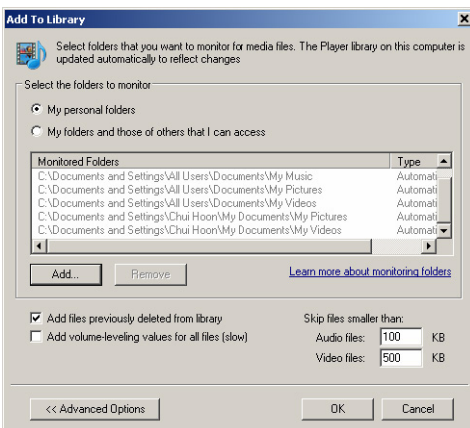 Add To Library
Select folders that you want to monitor for media files. The Player library on this computer is
updated automatically to reflect changes
Select the folders to monitor
My personal folders
My folders and those of others that I can access
Monitored Folders Type
C:\Documents and Settings\All Users\Documents\My Music Automati
C:\Documents and Settings\All Users\Documents\My Pictures Automati
C:\Documents and Settings\All Users\Documents\My Videos Automati
C:\Documents and Settings\Chui Hoon\My Documents\My Pictures Automati
C:\Documents and Settings\Chui Hoon\My Documents\My Videos Automati
Add... Remove Learn more about monitoring folders
Add files previously deleted from library
Add volume-leveling values for all files (slow)
Skip files smaller than:
Audio files: 100 KB
Video files: 500 KB
<< Advanced Options OK Cancel